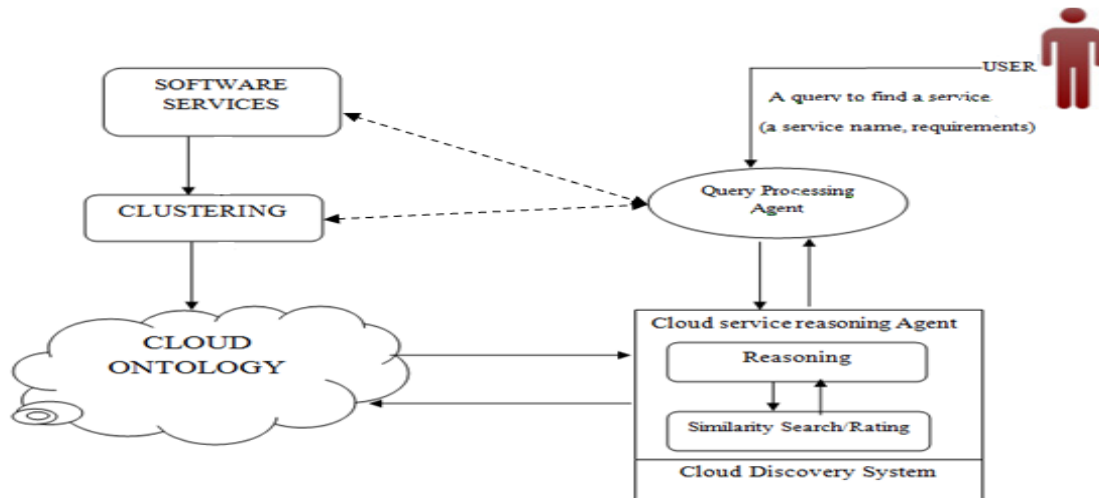 SOFTWARE
SERVICES
USER
A query to find a service
(a service name, requirements)
CLUSTERING
Query Processing
Agent
CLOUD
ONTOLOGY
Cloud service reasoning Agent
Reasoning
Similarity Search/Rating
Cloud Discovery System